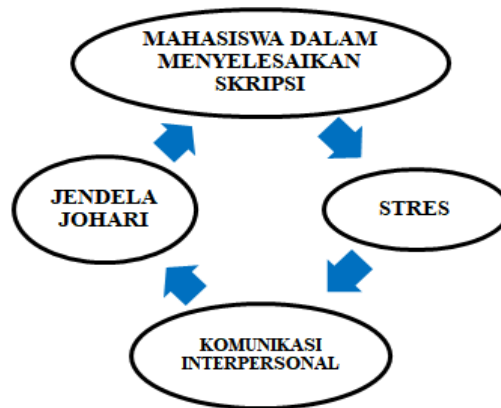 MAHASISWA DALAM
MENYELESAIKAN
SKRIPSI
JENDELA
JOHARI
STRES
KOMUNIKASI
INTERPERSONAL